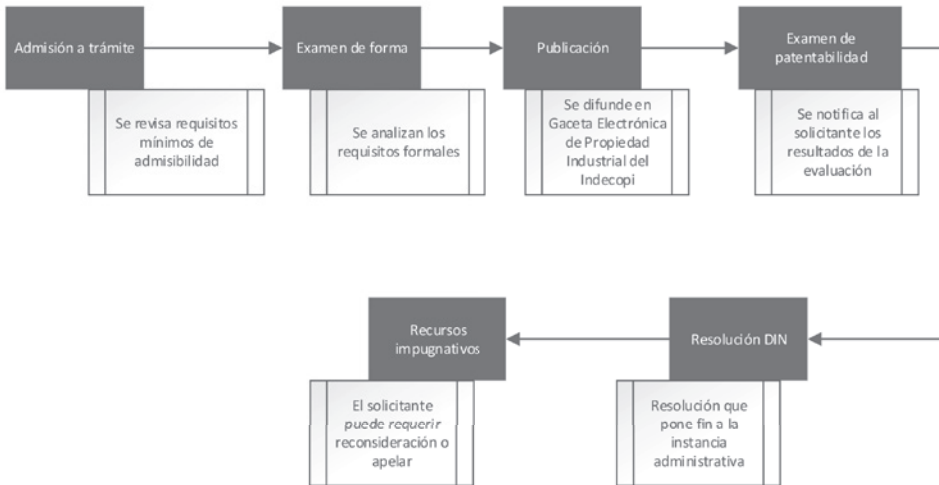 Admisión a trámite
Se revisa requisitos
mínimos de
admisibilidad
Examen de forma
Se analizan los
requisitos formales
Publicación
Se difunde en
Gaceta Electrónica
de Propiedad
Industrial del
Indecopi
Examen de
patentabilidad
Se notifica al
solicitante los
resultados de la
evaluación
Resolución DIN
Resolución que
pone fin a la
instancia
administrativa
Recursos
impugnativos
El solicitante
puede requerir
reconsideración o
apelar